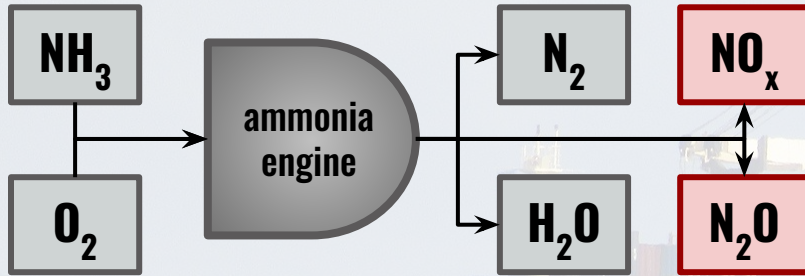 NH₃
O₂
ammonia
engine
N₂
H₂O
NOₓ
N₂O